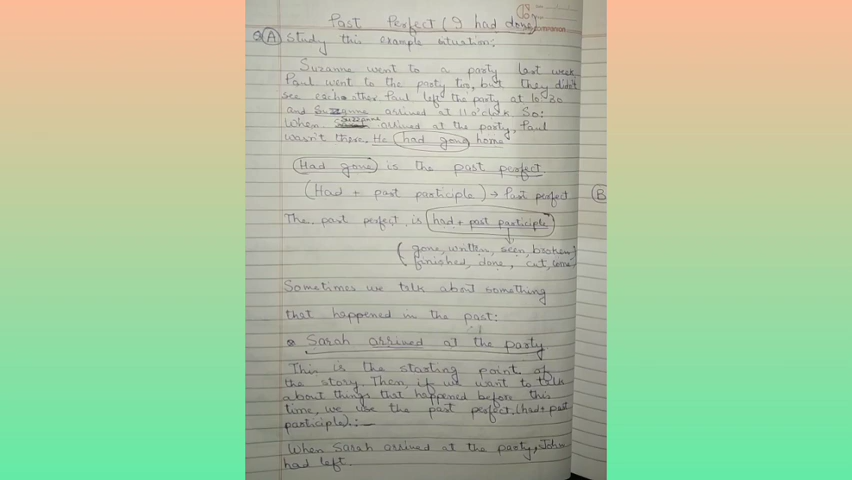 Past Perfect (I had done)
(A) Study this example situation:
Suzanne went to a party last week.
Paul went to the party too, but they didn't
see each other. Paul left the party at 10:30
and Suzanne arrived at 11 o'clock. So:
When Suzanne arrived at the party, Paul
wasn't there. He had gone home
Had gone is the past perfect.
(Had + past participle) → Past perfect
B
The past perfect is had + past participle
(gone, written, seen, broken,
finished, done, cut, come)
Sometimes we talk about something
that happened in the past:
Sarah arrived at the party
This is the starting point of
the story. Then, if we want to talk
about things that happened before this
time, we use the past perfect. (had + past
participle) :-
When Sarah arrived at the party, John
had left.